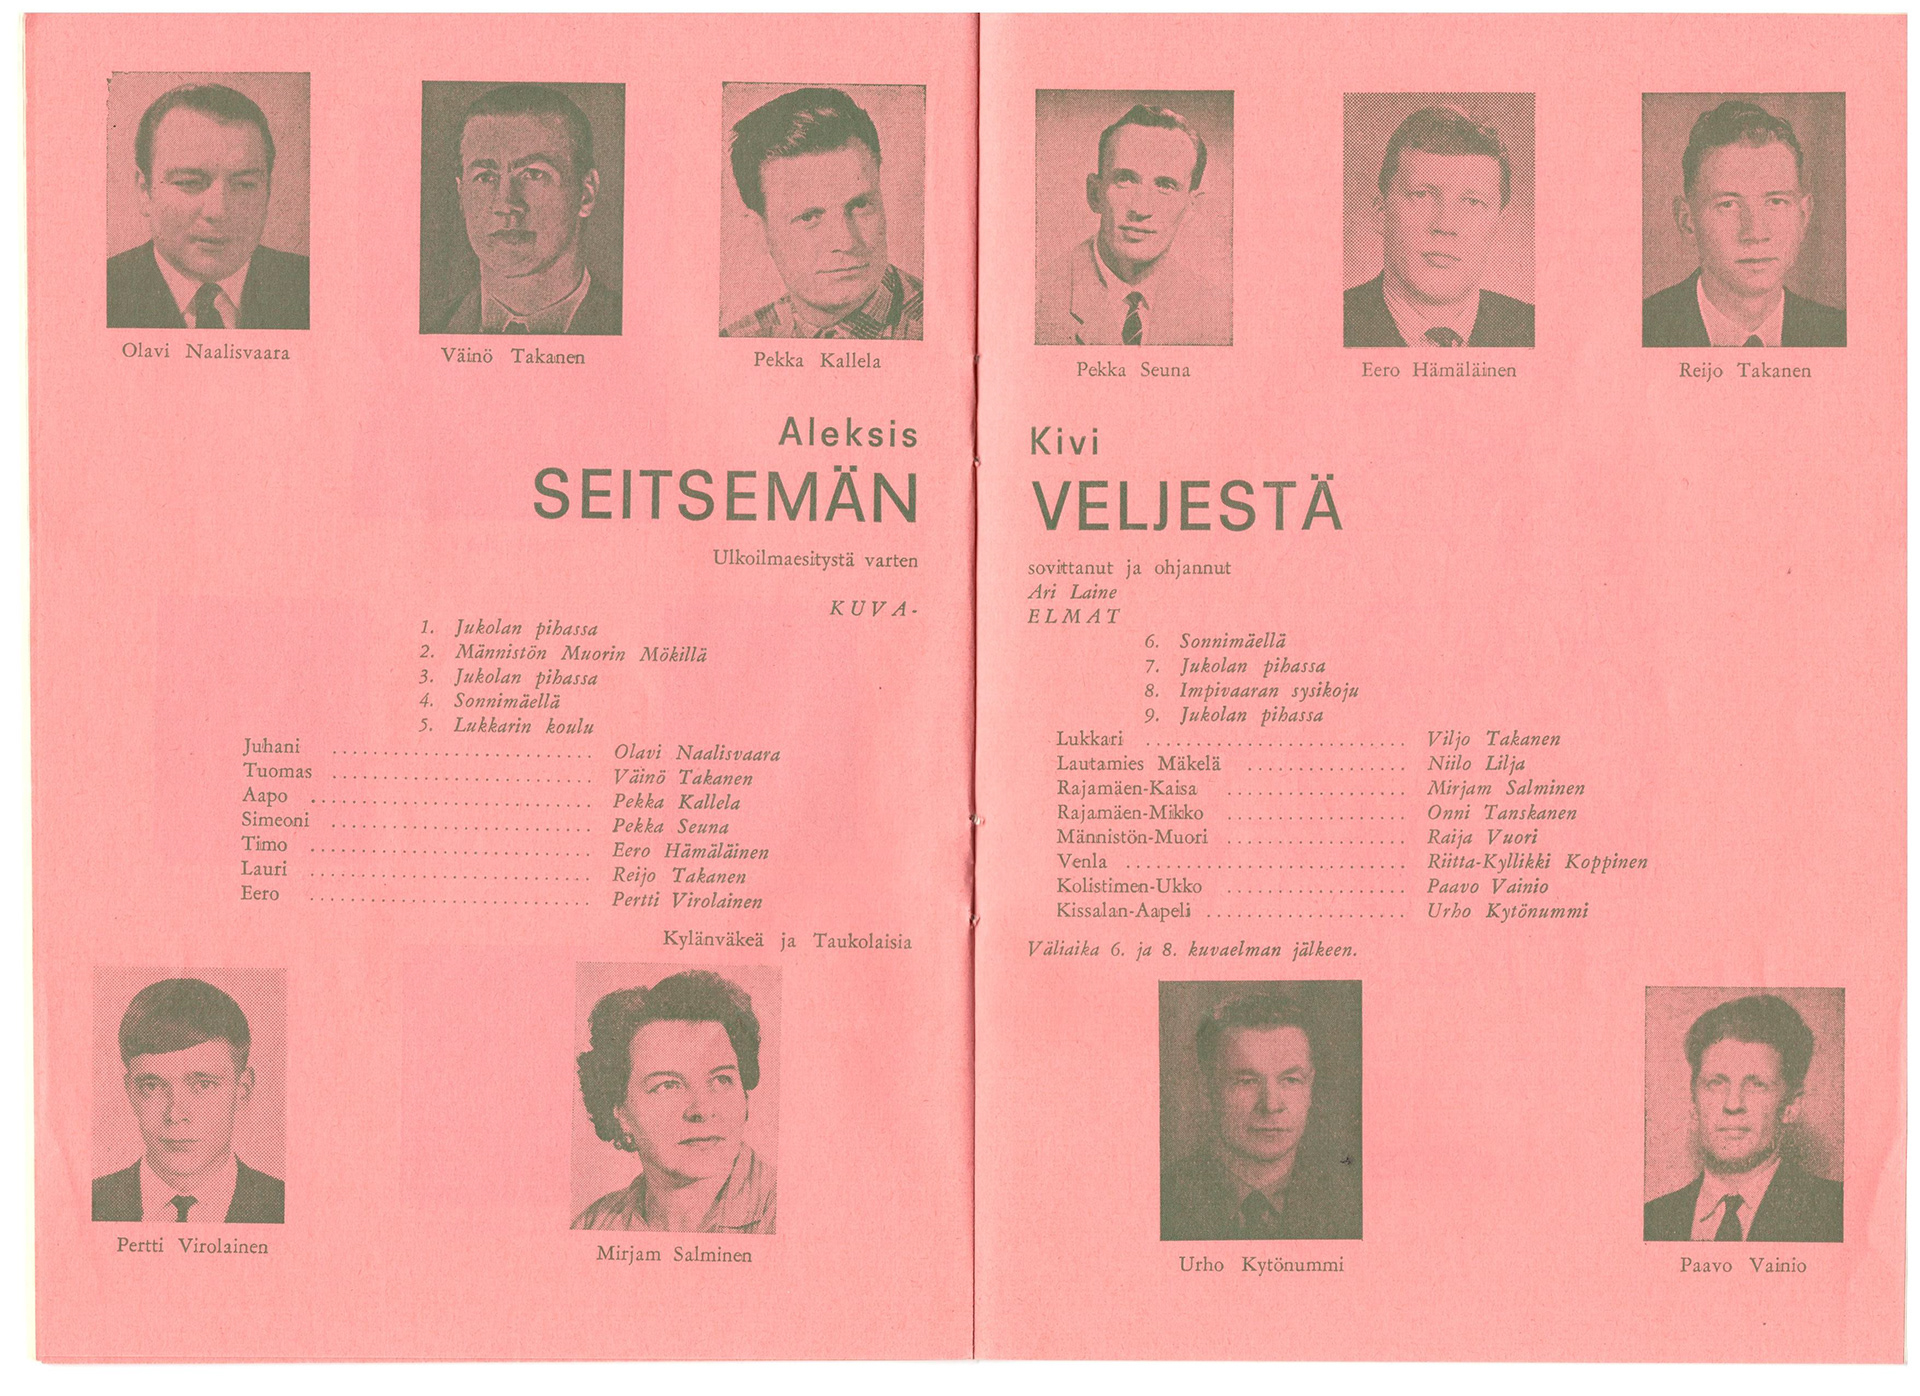 Olavi Naalisvaara
Väinö Takanen
Pekka Kallela
Aleksis
SEITSEMÄN
Ulkoilmaesitystä varten
KUVA-
1. Jukolan pihassa
2. Männistön Muorin Mökillä
3. Jukolan pihassa
4. Sonnimäellä
5. Lukkarin koulu
Juhani .......................... Olavi Naalisvaara
Tuomas .......................... Väinö Takanen
Aapo ............................ Pekka Kallela
Simeoni .......................... Pekka Seuna
Timo ............................ Eero Hämäläinen
Lauri ............................ Reijo Takanen
Eero ............................ Pertti Virolainen
Kylänväkeä ja Taukolaisia
Pertti Virolainen
Mirjam Salminen
Pekka Seuna
Eero Hämäläinen
Reijo Takanen
Kivi
VELJESTÄ
sovittanut ja ohjannut
Ari Laine
ELMAT
6. Sonnimäellä
7. Jukolan pihassa
8. Impivaaran sysikoju
9. Jukolan pihassa
Lukkari .......................... Viljo Takanen
Lautamies Mäkelä ................ Niilo Lilja
Rajamäen-Kaisa .................. Mirjam Salminen
Rajamäen-Mikko .................. Onni Tanskanen
Männistön-Muori .................. Raija Vuori
Venla ............................ Riitta-Kyllikki Koppinen
Kolistimen-Ukko .................. Paavo Vainio
Kissalan-Aapeli .................... Urho Kytönummi
Väliaika 6. ja 8. kuvaelman jälkeen.
Urho Kytönummi
Paavo Vainio